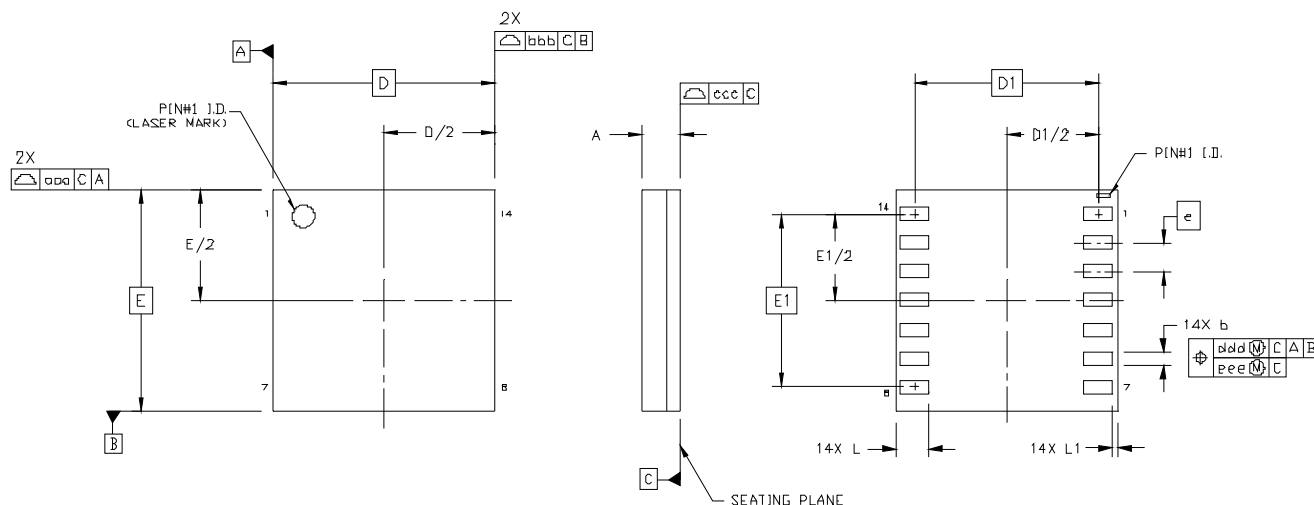 2X
bbb C B
A
D
D1
ccc C
PIN#1 I.D.
(LASER MARK)
D/2
A
D1/2
PIN#1 I.D.
2X
aaa C A
1
14
14
1
e
E/2
E1/2
E
E1
14X b
ddd M C A B
eee M C
7
8
8
7
B
14X L
14X L1
C
SEATING PLANE